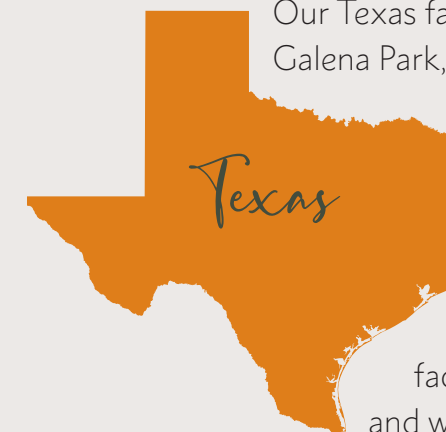 Our Texas fa
Galena Park,
Texas
fac
and w